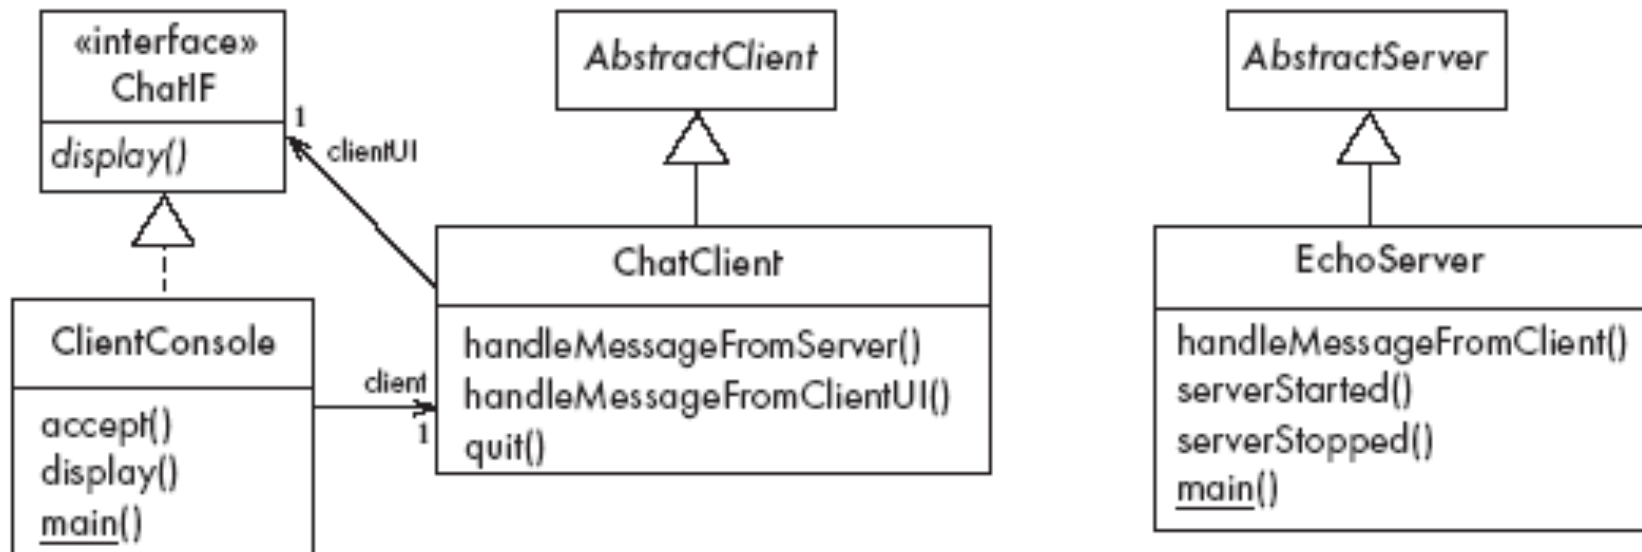 «interface»
ChatIF
display()
1
clientUI
AbstractClient
AbstractServer
ClientConsole
accept()
display()
main()
client
1
ChatClient
handleMessageFromServer()
handleMessageFromClientUI()
quit()
EchoServer
handleMessageFromClient()
serverStarted()
serverStopped()
main()